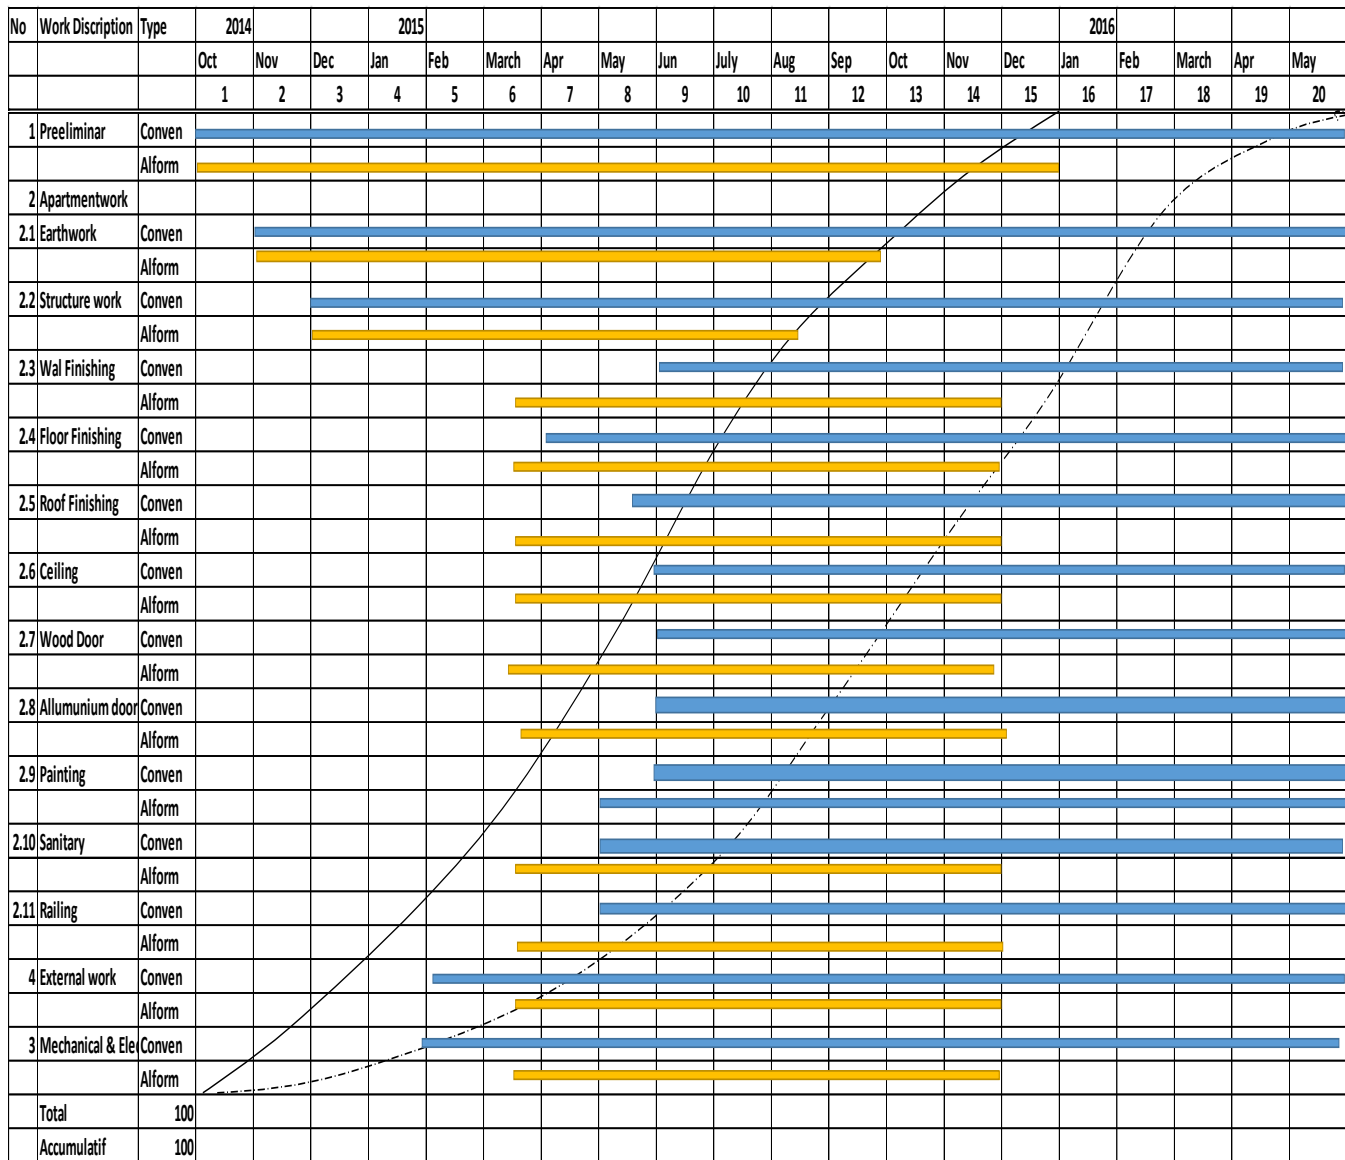 No Work Discription Type 2014 2015 2016
Oct Nov Dec Jan Feb March Apr May Jun July Aug Sep Oct Nov Dec Jan Feb March Apr May
1 2 3 4 5 6 7 8 9 10 11 12 13 14 15 16 17 18 19 20
1 Preeliminar Conven
Alform
2 Apartmentwork
2.1 Earthwork Conven
Alform
2.2 Structure work Conven
Alform
2.3 Wal Finishing Conven
Alform
2.4 Floor Finishing Conven
Alform
2.5 Roof Finishing Conven
Alform
2.6 Ceiling Conven
Alform
2.7 Wood Door Conven
Alform
2.8 Allumunium door Conven
Alform
2.9 Painting Conven
Alform
2.10 Sanitary Conven
Alform
2.11 Railing Conven
Alform
4 External work Conven
Alform
3 Mechanical & Ele Conven
Alform
Total 100
Accumulatif 100